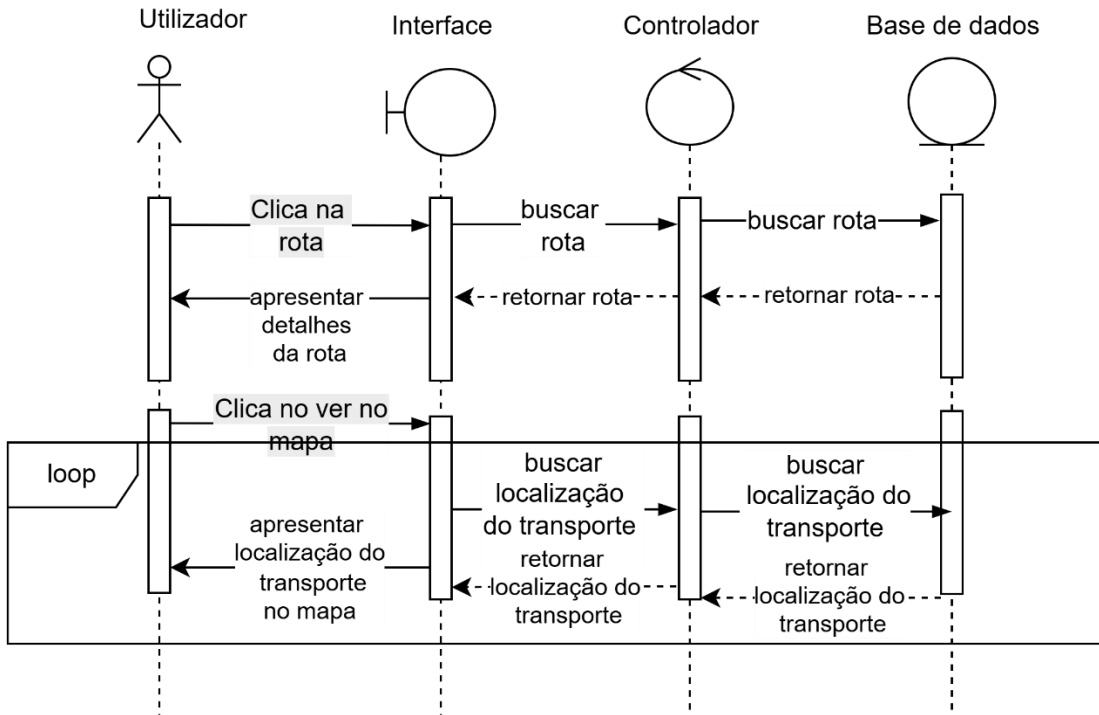 Utilizador
Interface
Controlador
Base de dados
Clica na
rota
buscar
rota
buscar rota
apresentar
detalhes
da rota
retornar rota
retornar rota
Clica no ver no
mapa
loop
buscar
localização
do transporte
buscar
localização do
transporte
apresentar
localização do
transporte
no mapa
retornar
localização do
transporte
retornar
localização do
transporte